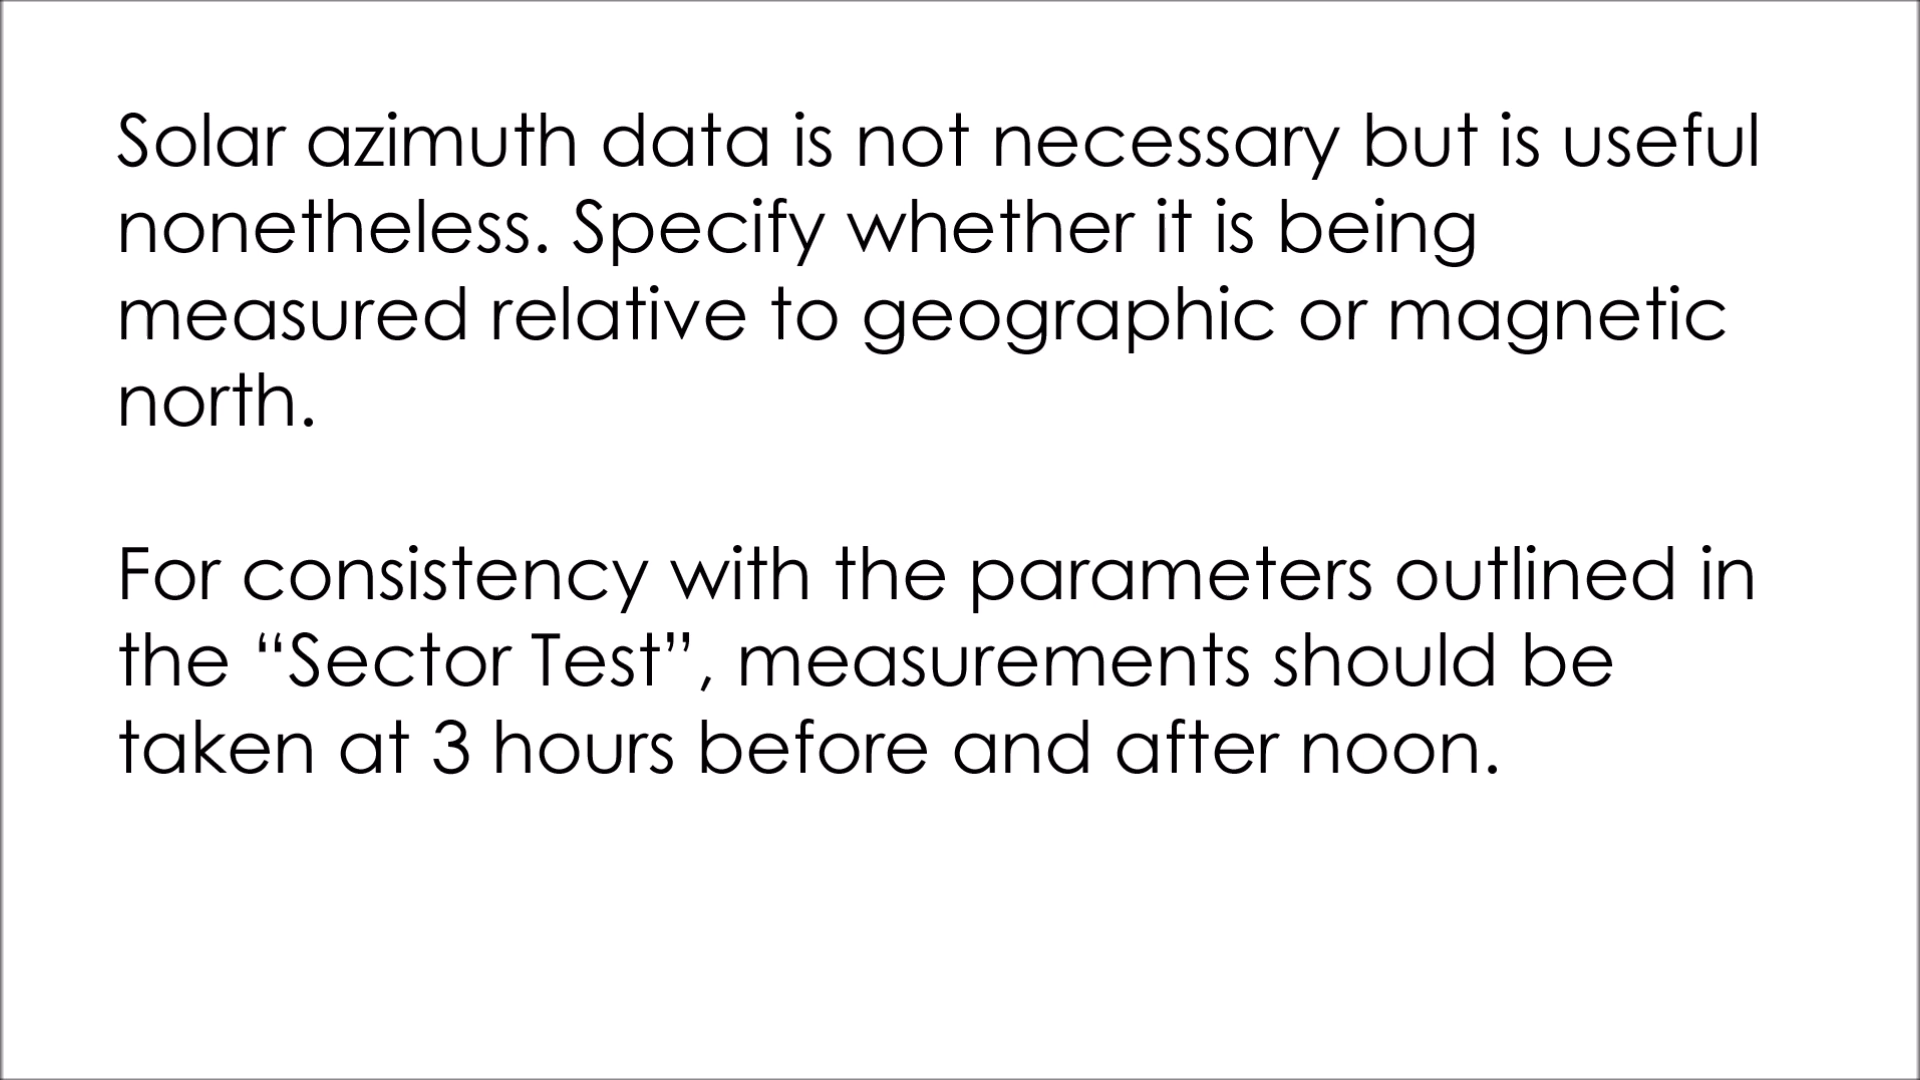 Solar azimuth data is not necessary but is useful
nonetheless. Specify whether it is being
measured relative to geographic or magnetic
north.
For consistency with the parameters outlined in
the “Sector Test”, measurements should be
taken at 3 hours before and after noon.